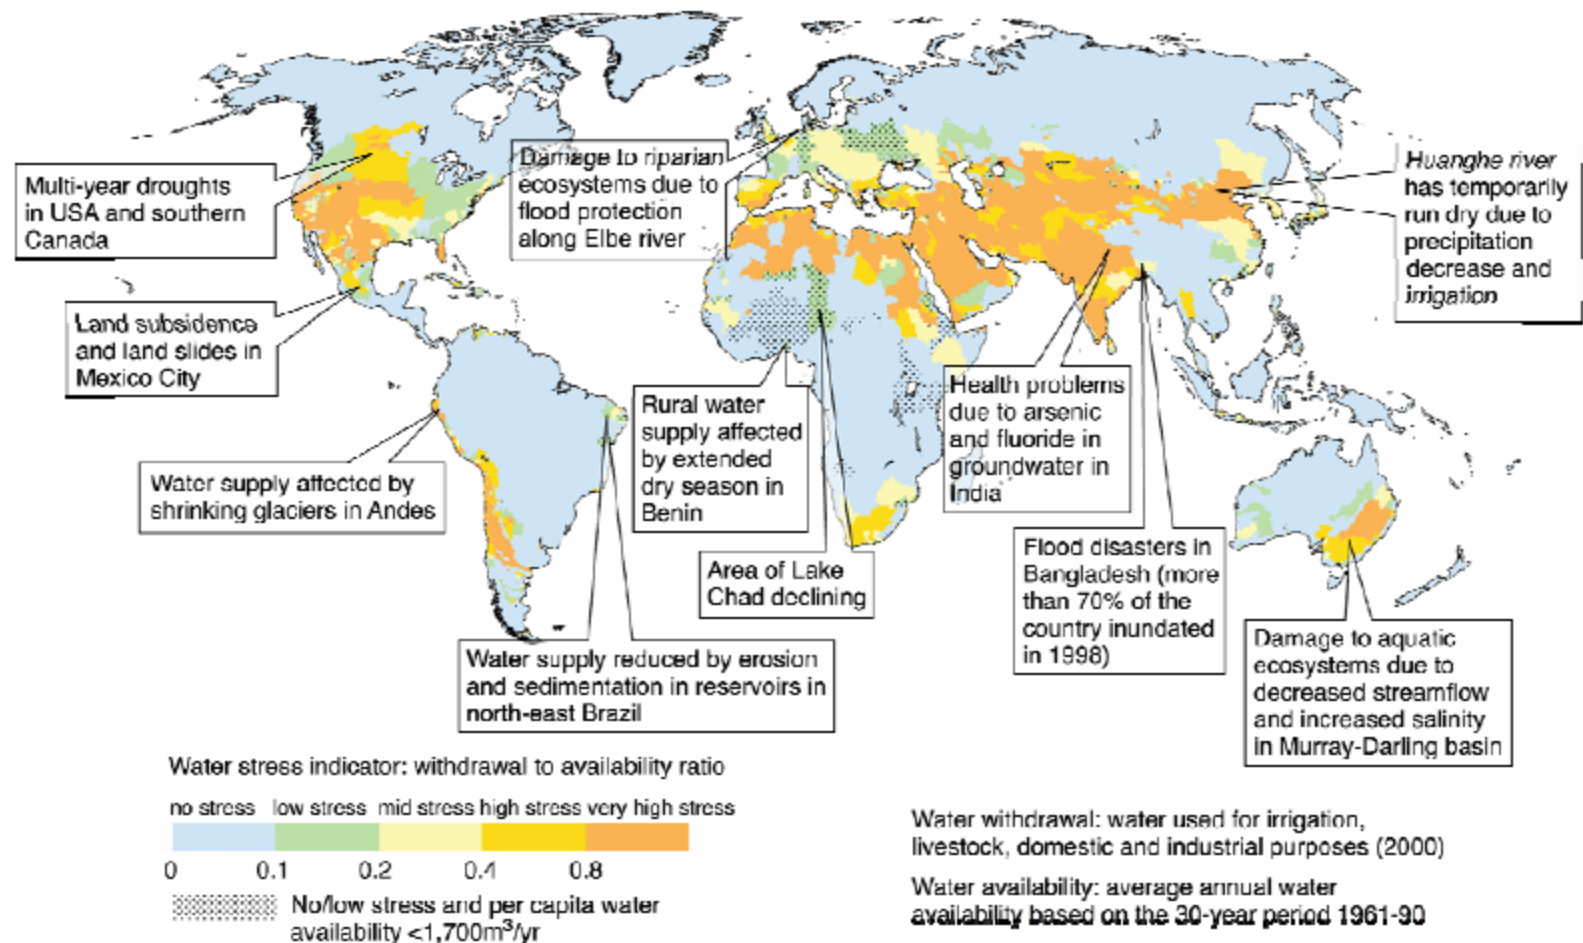 Multi-year droughts
in USA and southern
Canada
Damage to riparian
ecosystems due to
flood protection
along Elbe river
Huanghe river
has temporarily
run dry due to
precipitation
decrease and
irrigation
Land subsidence
and land slides in
Mexico City
Water supply affected by
shrinking glaciers in Andes
Rural water
supply affected
by extended
dry season in
Benin
Health problems
due to arsenic
and fluoride in
groundwater in
India
Area of Lake
Chad declining
Flood disasters in
Bangladesh (more
than 70% of the
country inundated
in 1998)
Water supply reduced by erosion
and sedimentation in reservoirs in
north-east Brazil
Damage to aquatic
ecosystems due to
decreased streamflow
and increased salinity
in Murray-Darling basin
Water stress indicator: withdrawal to availability ratio
no stress low stress mid stress high stress very high stress
0 0.1 0.2 0.4 0.8
No/low stress and per capita water
availability <1,700m³/yr
Water withdrawal: water used for irrigation,
livestock, domestic and industrial purposes (2000)
Water availability: average annual water
availability based on the 30-year period 1961-90